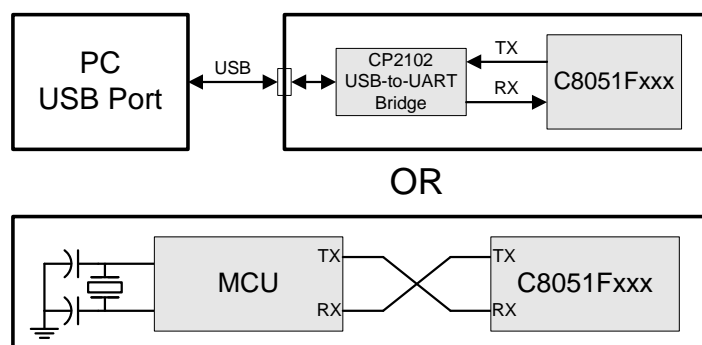 PC
USB Port
USB
CP2102
USB-to-UART
Bridge
TX
RX
C8051Fxxx
OR
MCU
TX
RX
TX
RX
C8051Fxxx